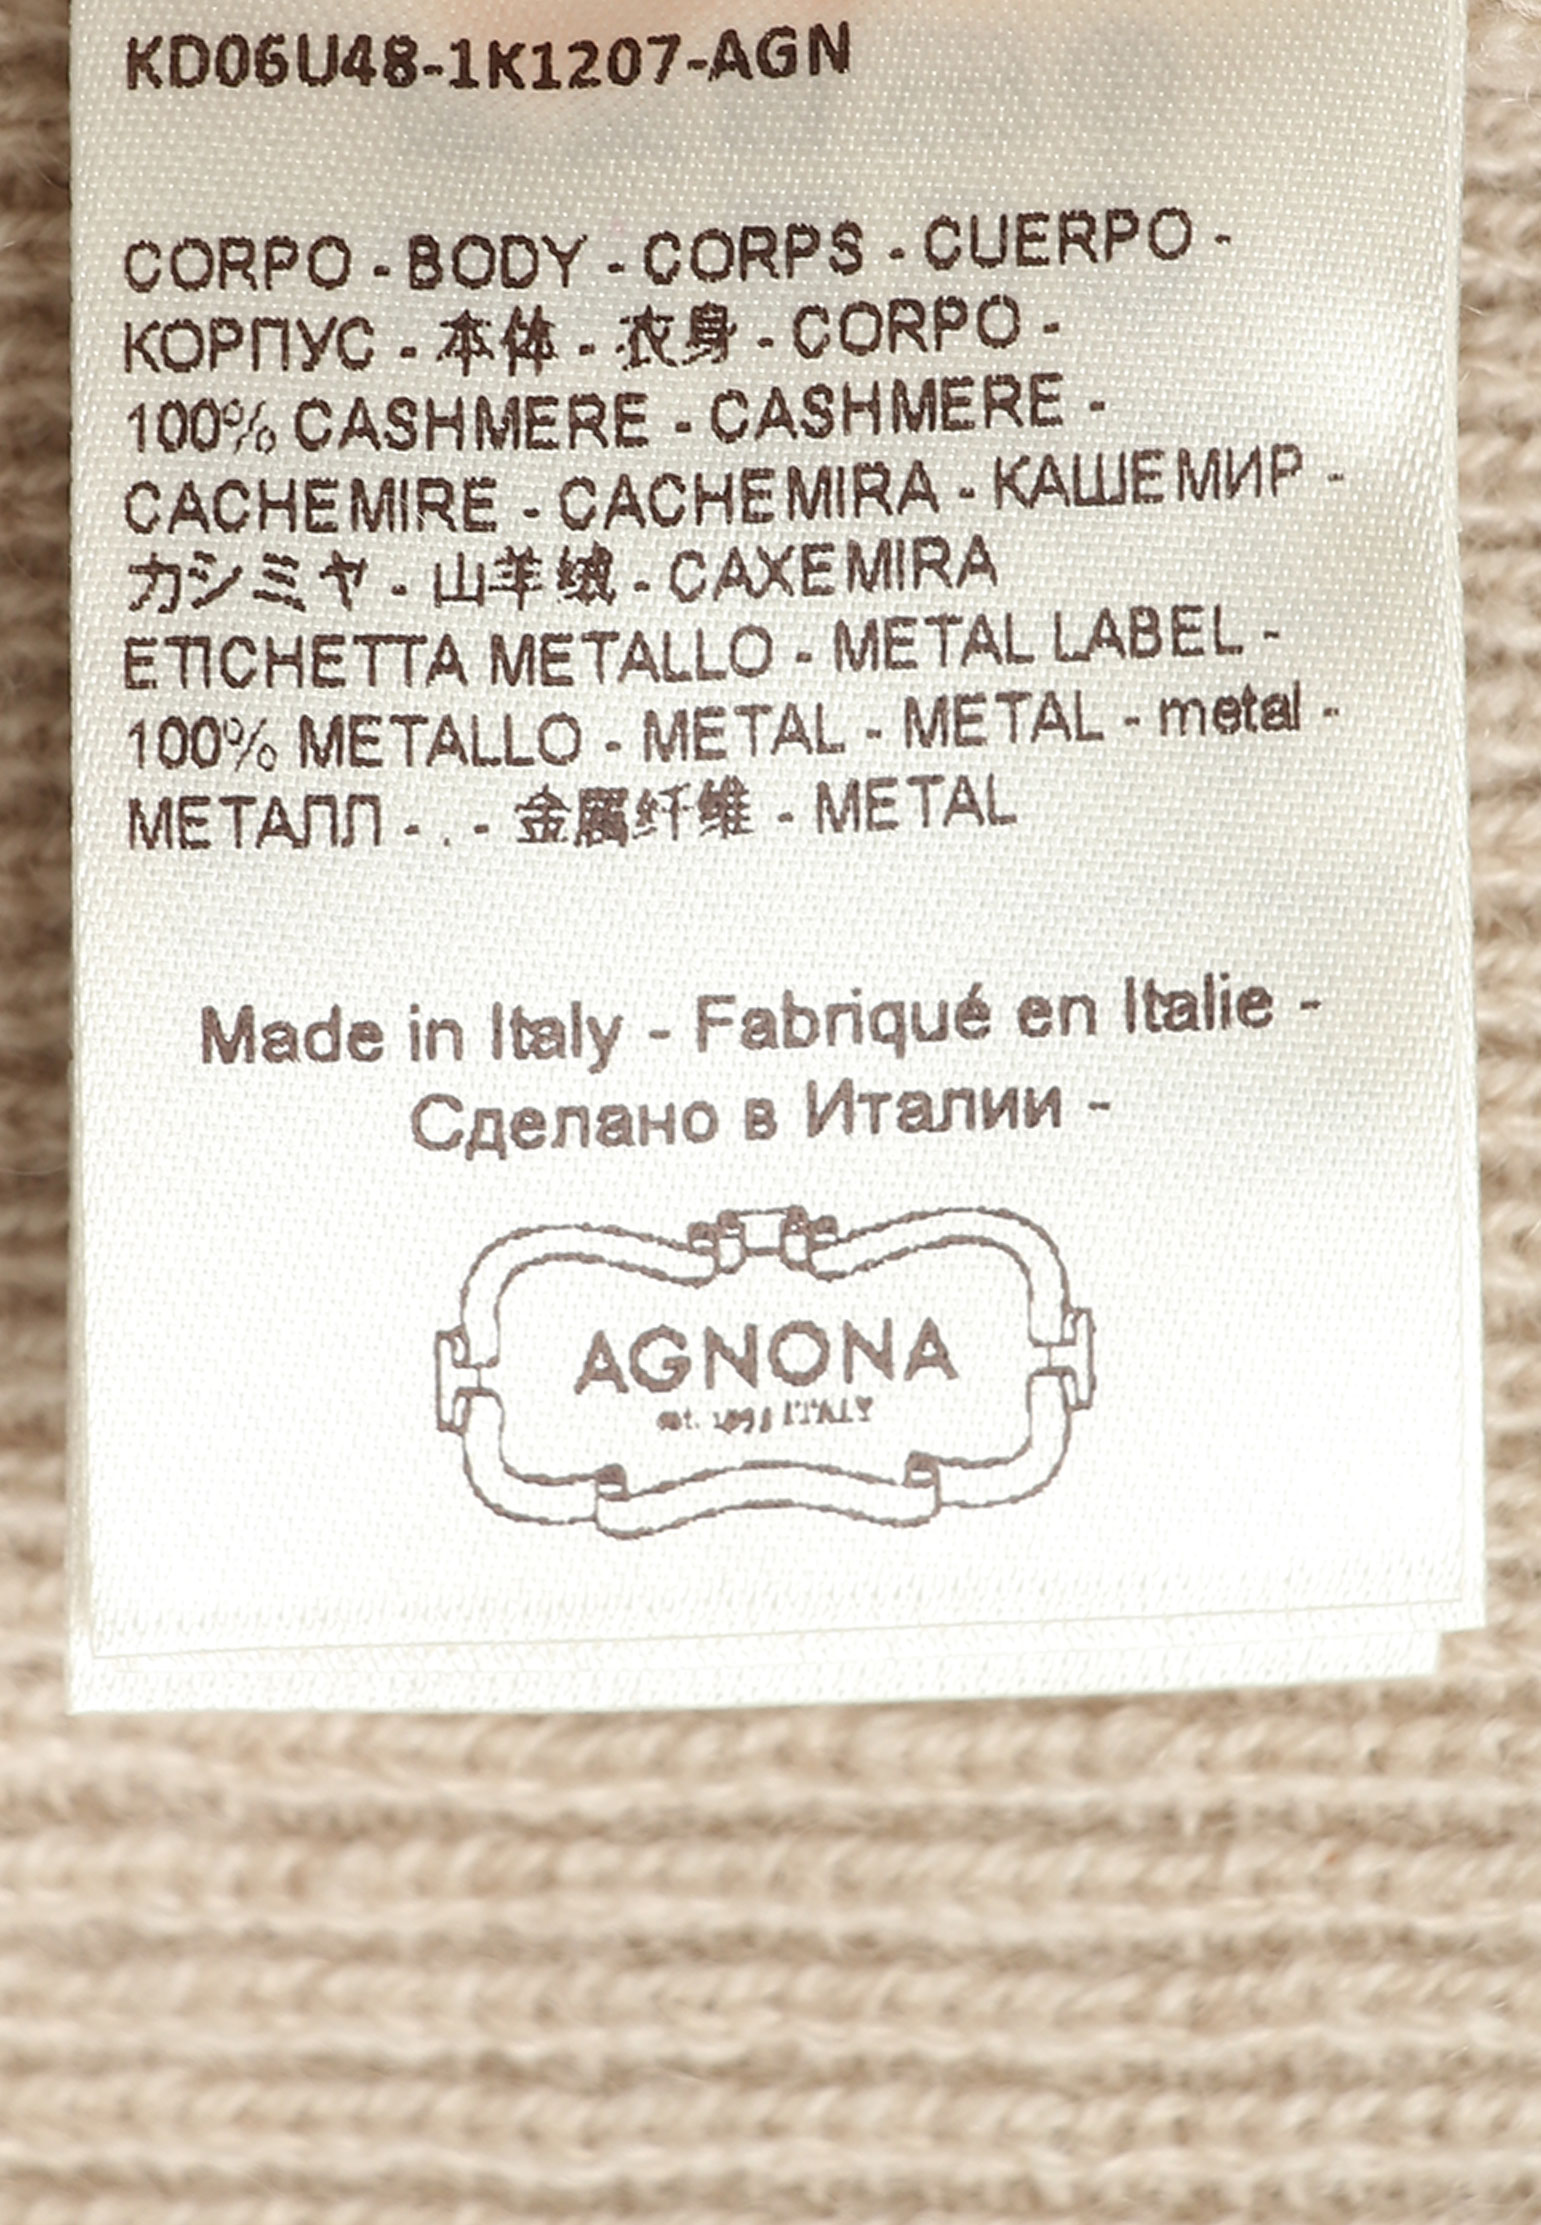 KD06U48-1K1207-AGN
CORPO - BODY - CORPS - CUERPO -
КОРПУС - 本体 - 衣身 - CORPO -
100% CASHMERE - CASHMERE -
CACHEMIRE - CACHEMIRA - КАШЕМИР -
カシミヤ - 山羊绒 - CAXEMIRA
ETICHETTA METALLO - METAL LABEL -
100% METALLO - METAL - METAL - metal -
МЕТАЛЛ - . - 金属纤维 - METAL
Made in Italy - Fabriqué en Italie -
Сделано в Италии -
AGNONA
est. ITALY